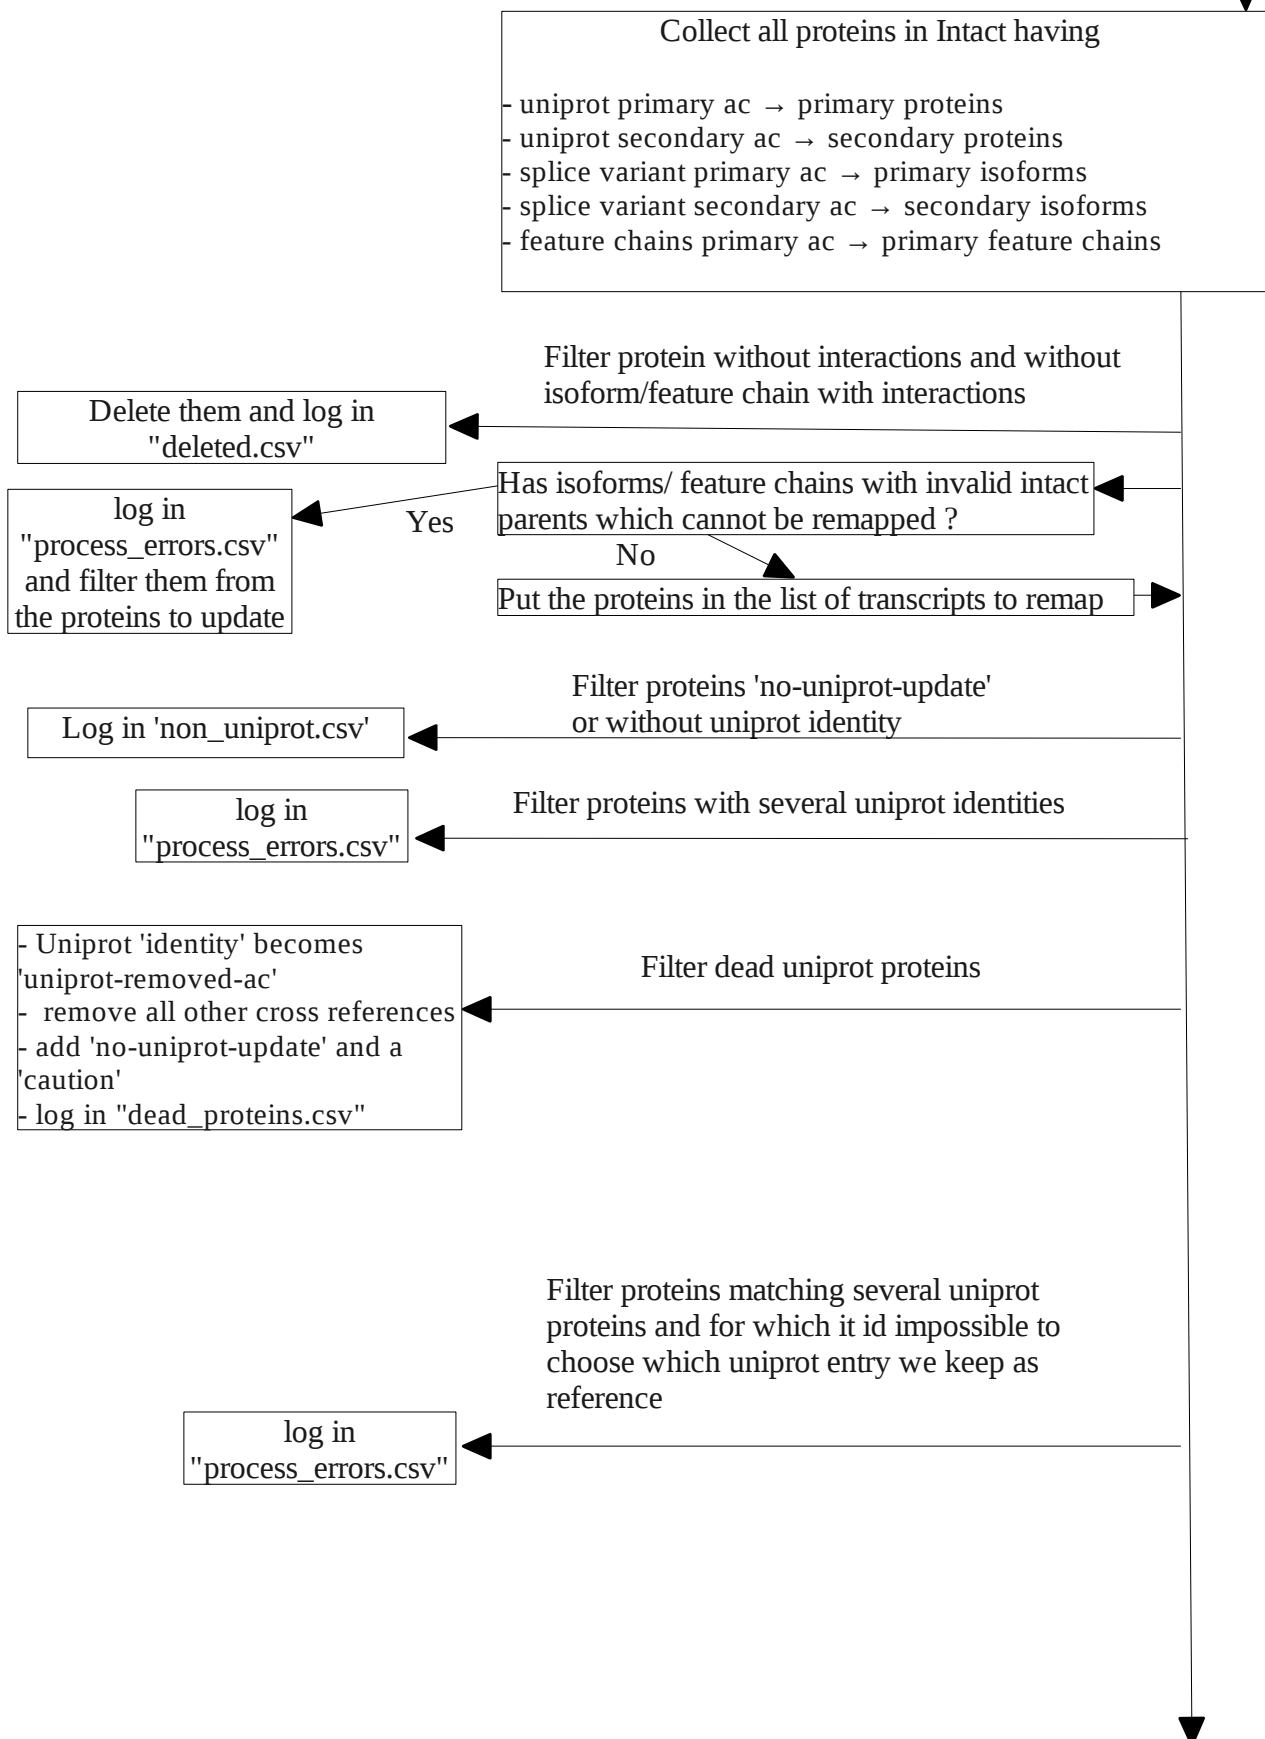 Collect all proteins in Intact having
- uniprot primary ac → primary proteins
- uniprot secondary ac → secondary proteins
- splice variant primary ac → primary isoforms
- splice variant secondary ac → secondary isoforms
- feature chains primary ac → primary feature chains
Filter protein without interactions and without
isoform/feature chain with interactions
Delete them and log in
"deleted.csv"
Has isoforms/ feature chains with invalid intact
parents which cannot be remapped ?
Yes
log in
"process_errors.csv"
and filter them from
the proteins to update
No
Put the proteins in the list of transcripts to remap
Filter proteins 'no-uniprot-update'
or without uniprot identity
Log in 'non_uniprot.csv'
Filter proteins with several uniprot identities
log in
"process_errors.csv"
Filter dead uniprot proteins
- Uniprot 'identity' becomes
'uniprot-removed-ac'
-  remove all other cross references
- add 'no-uniprot-update' and a
'caution'
- log in "dead_proteins.csv"
Filter proteins matching several uniprot
proteins and for which it id impossible to
choose which uniprot entry we keep as
reference
log in
"process_errors.csv"